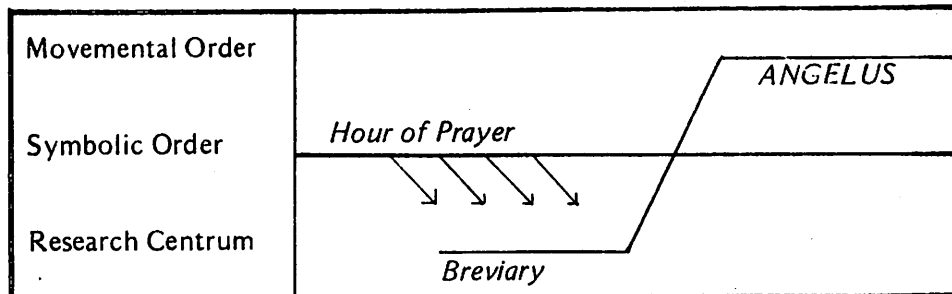 Movemental Order
ANGELUS
Hour of Prayer
Symbolic Order
Research Centrum
Breviary